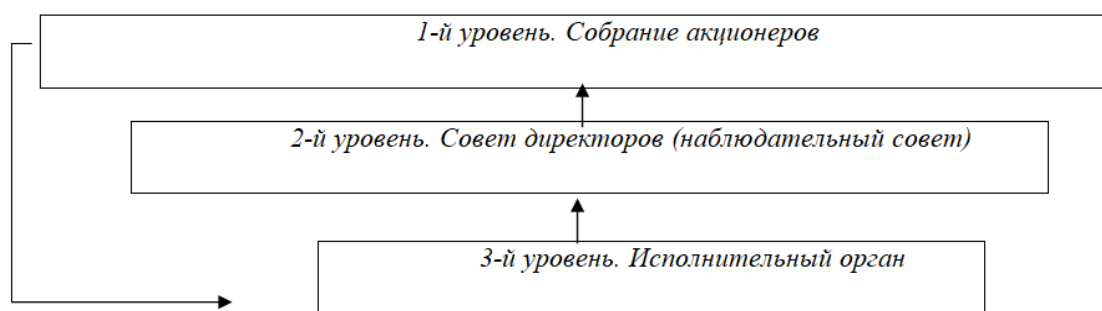 1-й уровень. Собрание акционеров
2-й уровень. Совет директоров (наблюдательный совет)
3-й уровень. Исполнительный орган